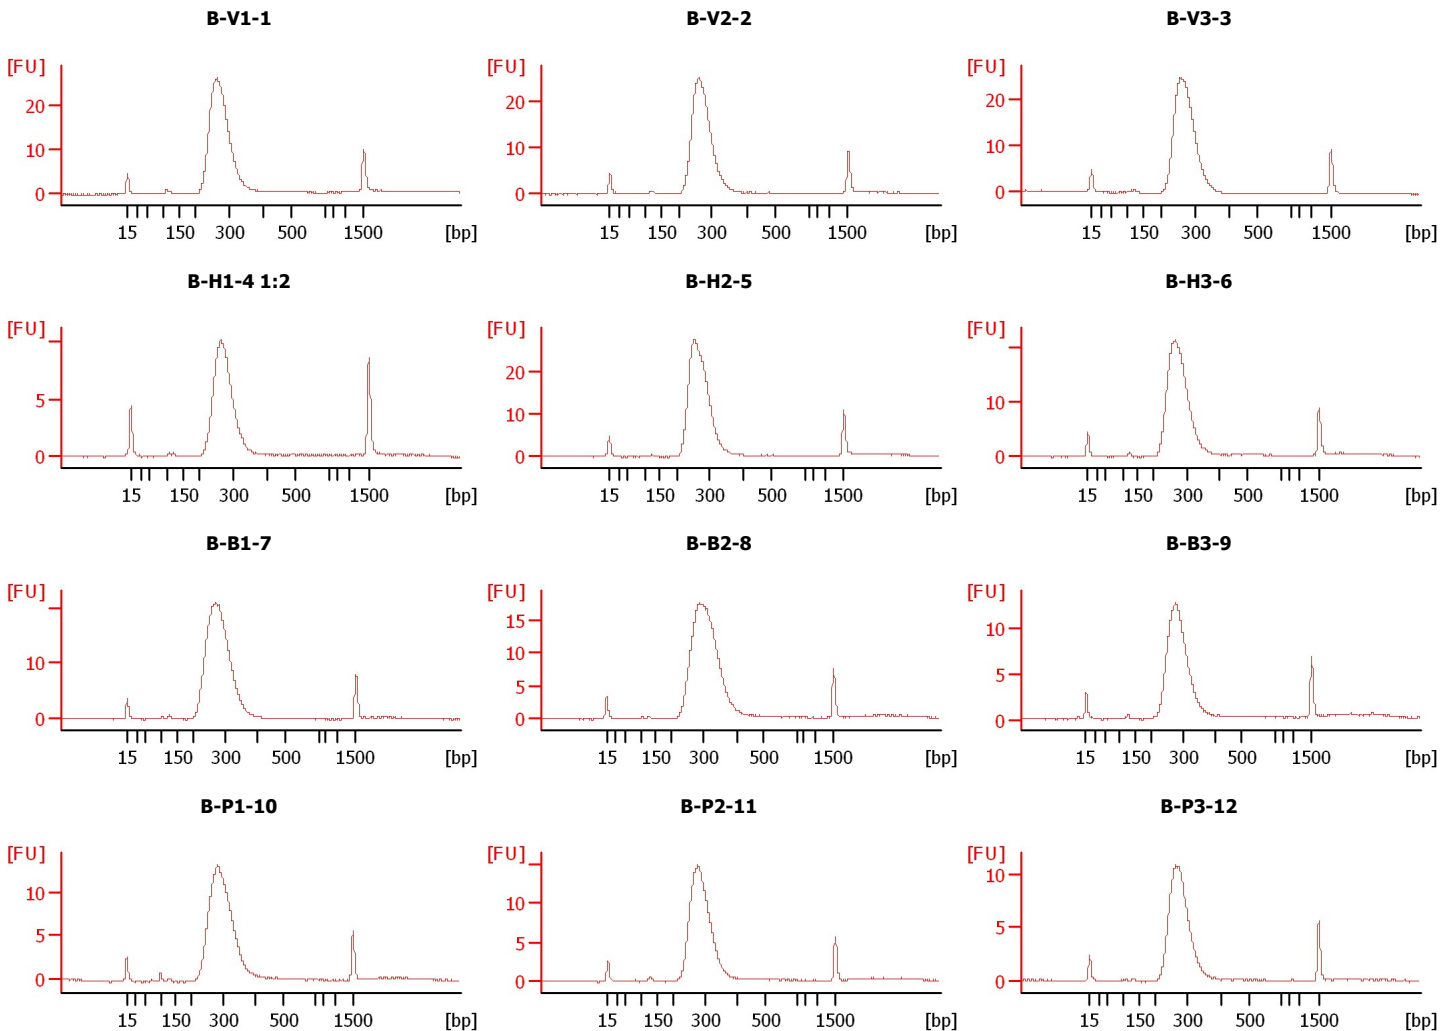 B-V1-1 B-V2-2 B-V3-3
[FU] [FU] [FU]
20 20 20
10 10 10
0 0 0
15 150 300 500 1500 [bp] 15 150 300 500 1500 [bp] 15 150 300 500 1500 [bp]
B-H1-4 1:2 B-H2-5 B-H3-6
[FU] [FU] [FU]
20
5 10 10
0 0 0
15 150 300 500 1500 [bp] 15 150 300 500 1500 [bp] 15 150 300 500 1500 [bp]
B-B1-7 B-B2-8 B-B3-9
[FU] [FU] [FU]
15 10
10 10
5 5
0 0 0
15 150 300 500 1500 [bp] 15 150 300 500 1500 [bp] 15 150 300 500 1500 [bp]
B-P1-10 B-P2-11 B-P3-12
[FU] [FU] [FU]
10 10 10
5 5 5
0 0 0
15 150 300 500 1500 [bp] 15 150 300 500 1500 [bp] 15 150 300 500 1500 [bp]